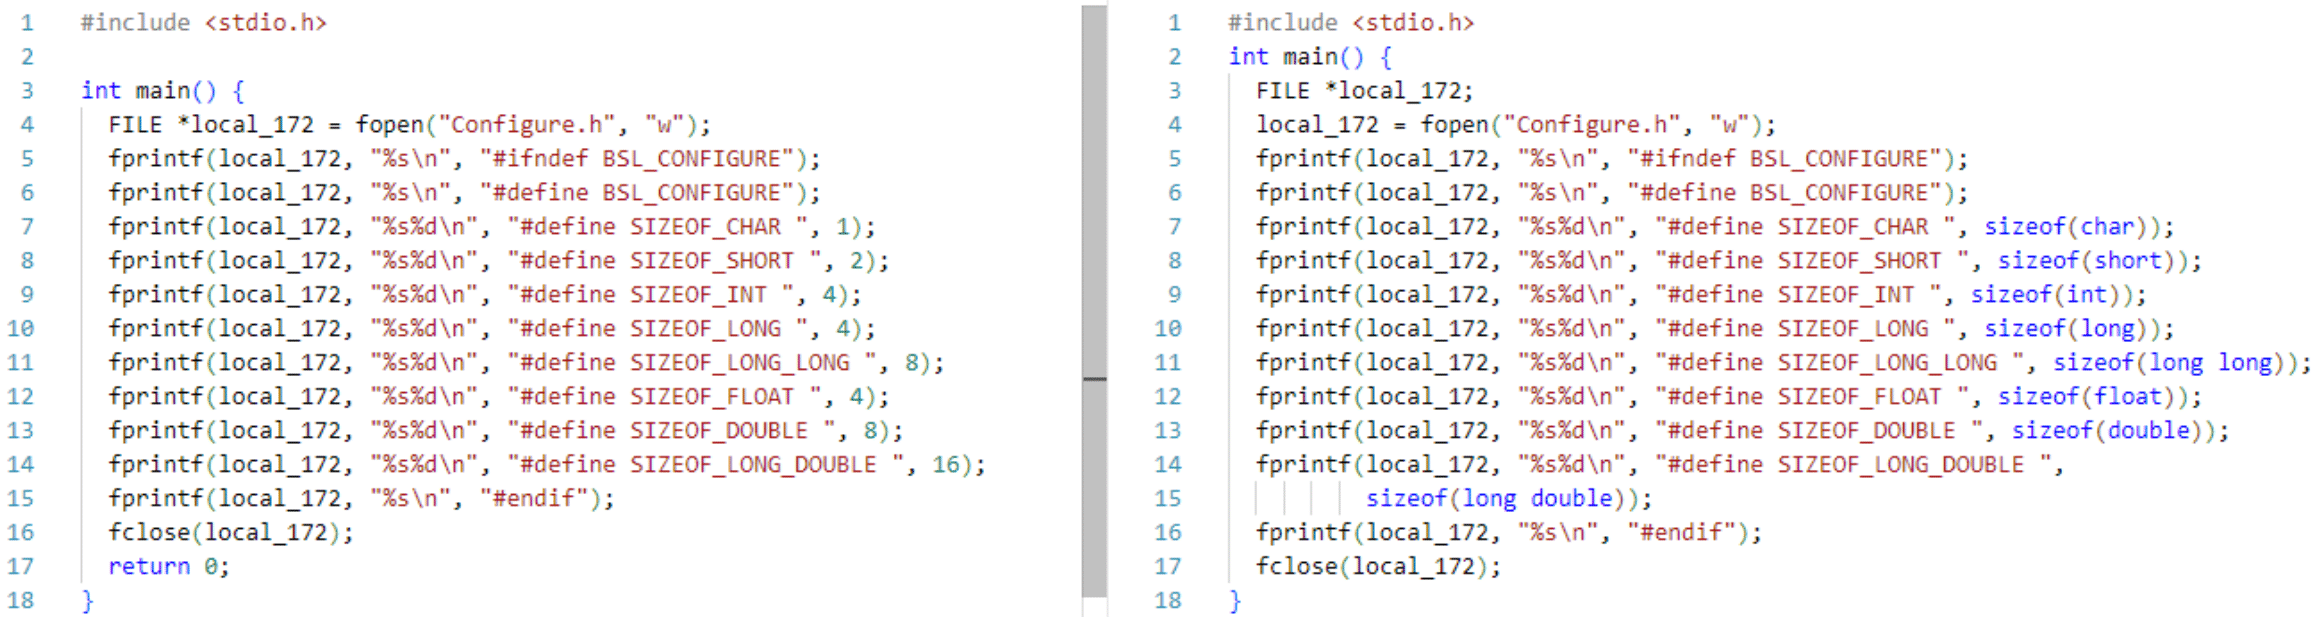 1 #include <stdio.h>
2
3 int main() {
4 FILE *local_172 = fopen("Configure.h", "w");
5 fprintf(local_172, "%s\n", "#ifndef BSL_CONFIGURE");
6 fprintf(local_172, "%s\n", "#define BSL_CONFIGURE");
7 fprintf(local_172, "%s%d\n", "#define SIZEOF_CHAR ", 1);
8 fprintf(local_172, "%s%d\n", "#define SIZEOF_SHORT ", 2);
9 fprintf(local_172, "%s%d\n", "#define SIZEOF_INT ", 4);
10 fprintf(local_172, "%s%d\n", "#define SIZEOF_LONG ", 4);
11 fprintf(local_172, "%s%d\n", "#define SIZEOF_LONG_LONG ", 8);
12 fprintf(local_172, "%s%d\n", "#define SIZEOF_FLOAT ", 4);
13 fprintf(local_172, "%s%d\n", "#define SIZEOF_DOUBLE ", 8);
14 fprintf(local_172, "%s%d\n", "#define SIZEOF_LONG_DOUBLE ", 16);
15 fprintf(local_172, "%s\n", "#endif");
16 fclose(local_172);
17 return 0;
18 }
1 #include <stdio.h>
2 int main() {
3 FILE *local_172;
4 local_172 = fopen("Configure.h", "w");
5 fprintf(local_172, "%s\n", "#ifndef BSL_CONFIGURE");
6 fprintf(local_172, "%s\n", "#define BSL_CONFIGURE");
7 fprintf(local_172, "%s%d\n", "#define SIZEOF_CHAR ", sizeof(char));
8 fprintf(local_172, "%s%d\n", "#define SIZEOF_SHORT ", sizeof(short));
9 fprintf(local_172, "%s%d\n", "#define SIZEOF_INT ", sizeof(int));
10 fprintf(local_172, "%s%d\n", "#define SIZEOF_LONG ", sizeof(long));
11 fprintf(local_172, "%s%d\n", "#define SIZEOF_LONG_LONG ", sizeof(long long));
12 fprintf(local_172, "%s%d\n", "#define SIZEOF_FLOAT ", sizeof(float));
13 fprintf(local_172, "%s%d\n", "#define SIZEOF_DOUBLE ", sizeof(double));
14 fprintf(local_172, "%s%d\n", "#define SIZEOF_LONG_DOUBLE ",
15 sizeof(long double));
16 fprintf(local_172, "%s\n", "#endif");
17 fclose(local_172);
18 }